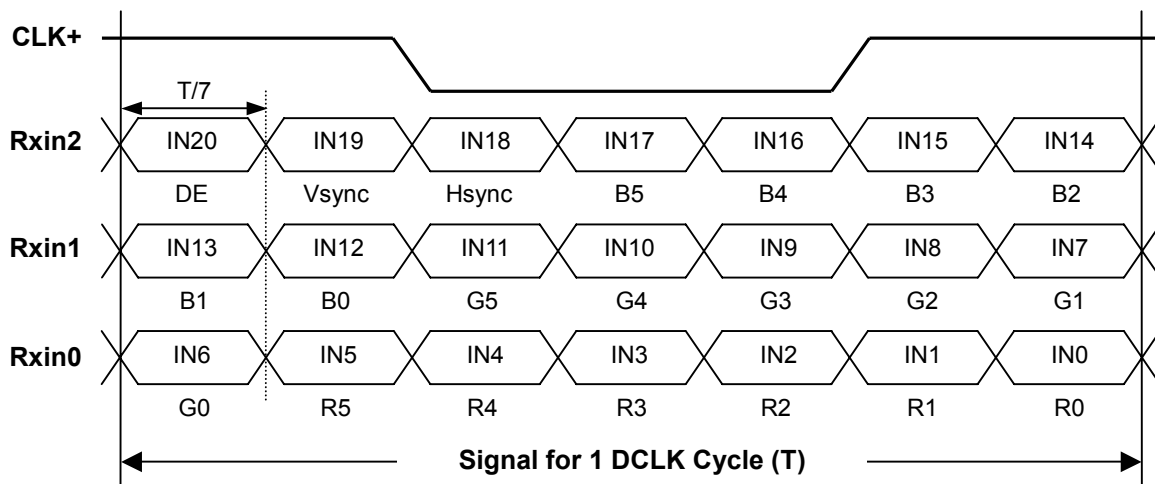 CLK+
T/7
Rxin2 IN20 IN19 IN18 IN17 IN16 IN15 IN14
DE Vsync Hsync B5 B4 B3 B2
Rxin1 IN13 IN12 IN11 IN10 IN9 IN8 IN7
B1 B0 G5 G4 G3 G2 G1
Rxin0 IN6 IN5 IN4 IN3 IN2 IN1 IN0
G0 R5 R4 R3 R2 R1 R0
Signal for 1 DCLK Cycle (T)